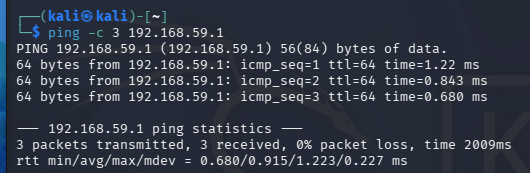 ┌──(kali㉿kali)-[~]
└─$ ping -c 3 192.168.59.1
PING 192.168.59.1 (192.168.59.1) 56(84) bytes of data.
64 bytes from 192.168.59.1: icmp_seq=1 ttl=64 time=1.22 ms
64 bytes from 192.168.59.1: icmp_seq=2 ttl=64 time=0.843 ms
64 bytes from 192.168.59.1: icmp_seq=3 ttl=64 time=0.680 ms
--- 192.168.59.1 ping statistics ---
3 packets transmitted, 3 received, 0% packet loss, time 2009ms
rtt min/avg/max/mdev = 0.680/0.915/1.223/0.227 ms